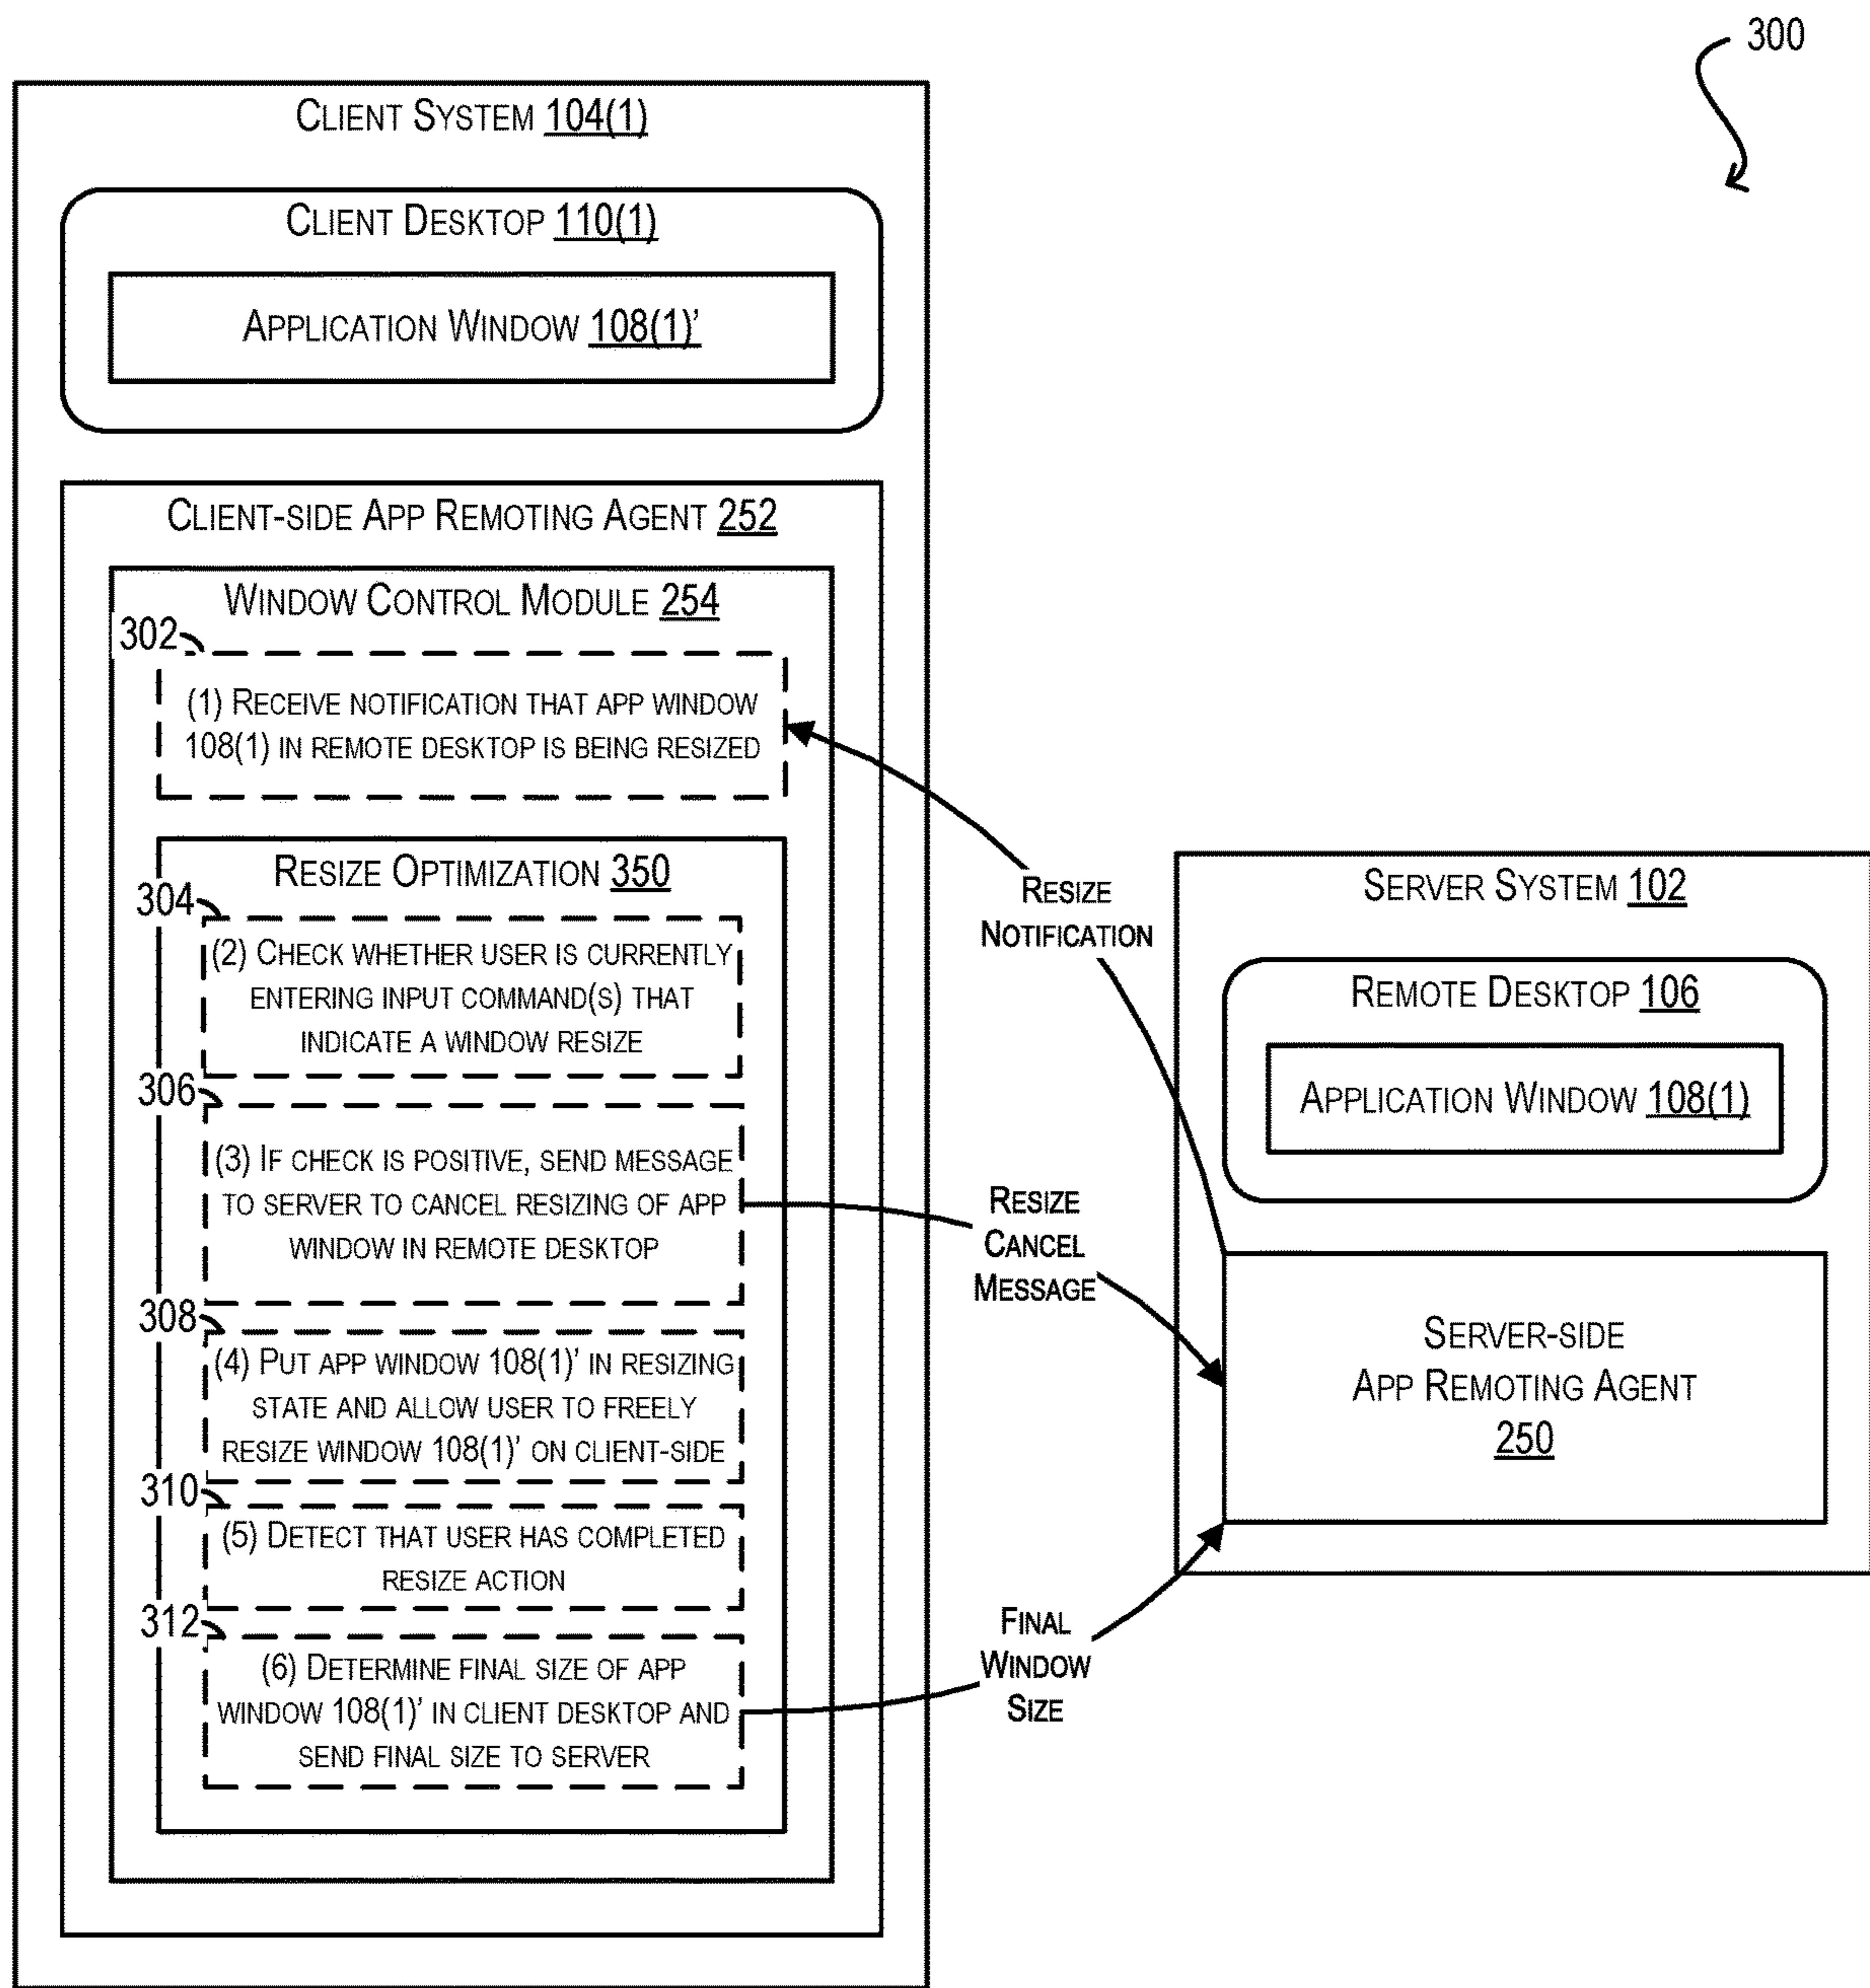 300
CLIENT SYSTEM 104(1)
CLIENT DESKTOP 110(1)
APPLICATION WINDOW 108(1)’
CLIENT-SIDE APP REMOTING AGENT 252
WINDOW CONTROL MODULE 254
302
(1) RECEIVE NOTIFICATION THAT APP WINDOW
108(1) IN REMOTE DESKTOP IS BEING RESIZED
RESIZE OPTIMIZATION 350
304
(2) CHECK WHETHER USER IS CURRENTLY
ENTERING INPUT COMMAND(S) THAT
INDICATE A WINDOW RESIZE
306
(3) IF CHECK IS POSITIVE, SEND MESSAGE
TO SERVER TO CANCEL RESIZING OF APP
WINDOW IN REMOTE DESKTOP
308
(4) PUT APP WINDOW 108(1)’ IN RESIZING
STATE AND ALLOW USER TO FREELY
RESIZE WINDOW 108(1)’ ON CLIENT-SIDE
310
(5) DETECT THAT USER HAS COMPLETED
RESIZE ACTION
312
(6) DETERMINE FINAL SIZE OF APP
WINDOW 108(1)’ IN CLIENT DESKTOP AND
SEND FINAL SIZE TO SERVER
RESIZE
NOTIFICATION
RESIZE
CANCEL
MESSAGE
FINAL
WINDOW
SIZE
SERVER SYSTEM 102
REMOTE DESKTOP 106
APPLICATION WINDOW 108(1)
SERVER-SIDE
APP REMOTING AGENT
250